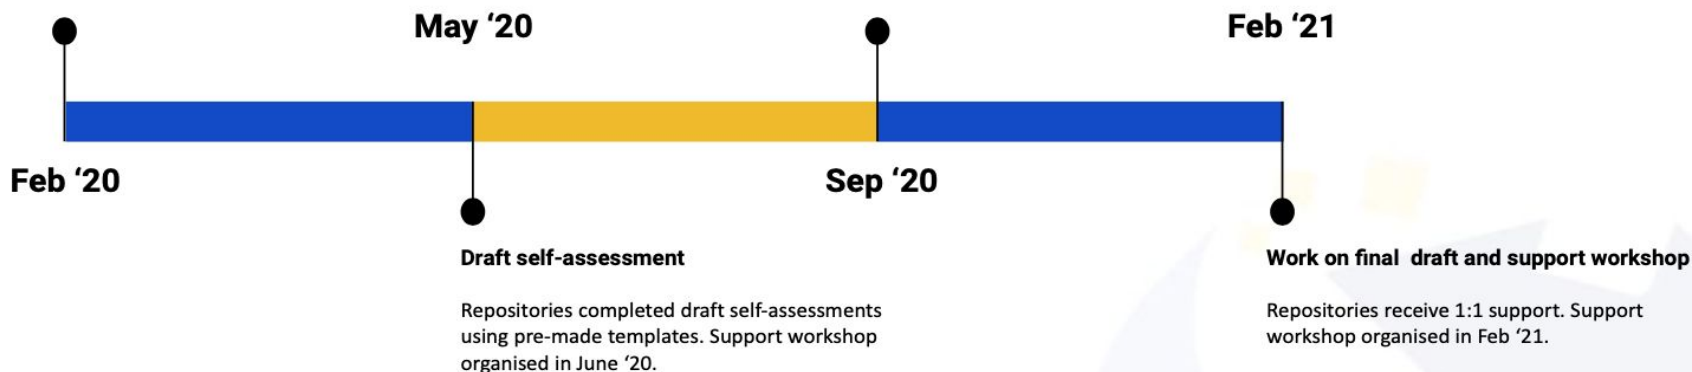 May ‘20
Feb ‘21
Feb ‘20
Sep ‘20
Draft self-assessment
Repositories completed draft self-assessments
using pre-made templates. Support workshop
organised in June ‘20.
Work on final  draft and support workshop
Repositories receive 1:1 support. Support
workshop organised in Feb ‘21.